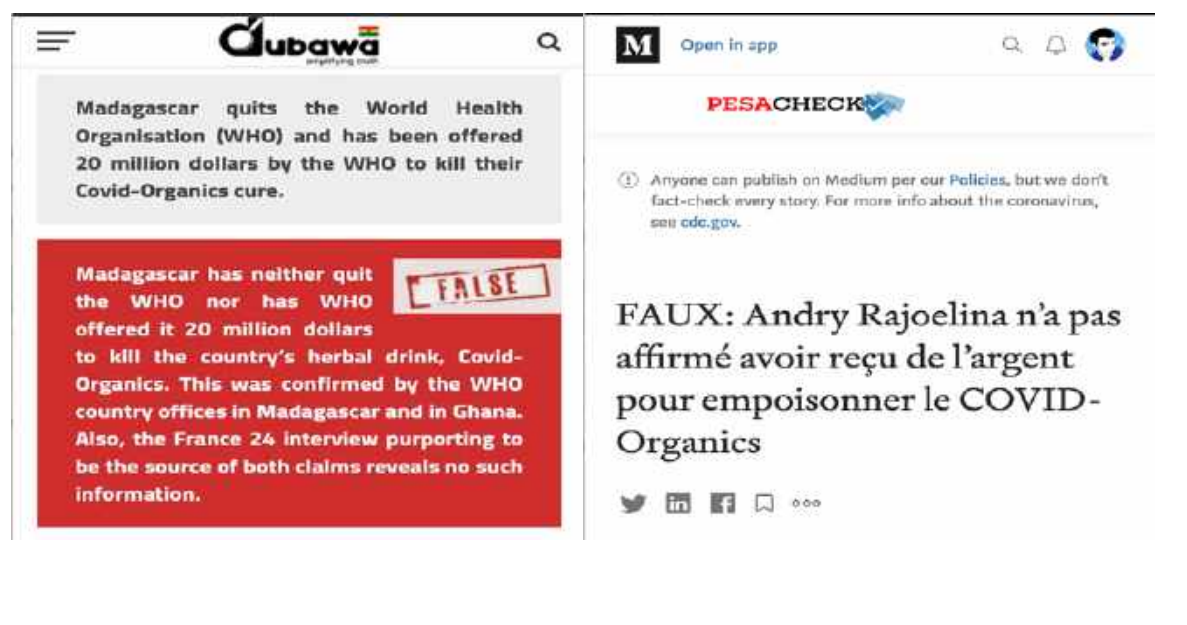 dubawa
amplifying truth
Madagascar quits the World Health
Organisation (WHO) and has been offered
20 million dollars by the WHO to kill their
Covid-Organics cure.
Madagascar has neither quit
the WHO nor has WHO
offered it 20 million dollars
to kill the country's herbal drink, Covid-
Organics. This was confirmed by the WHO
country offices in Madagascar and in Ghana.
Also, the France 24 interview purporting to
be the source of both claims reveals no such
information.
FALSE
M
Open in app
PESACHECK
Anyone can publish on Medium per our Policies, but we don't
fact-check every story. For more info about the coronavirus,
see cdc.gov.
FAUX: Andry Rajoelina n'a pas
affirmé avoir reçu de l'argent
pour empoisonner le COVID-
Organics
in
f